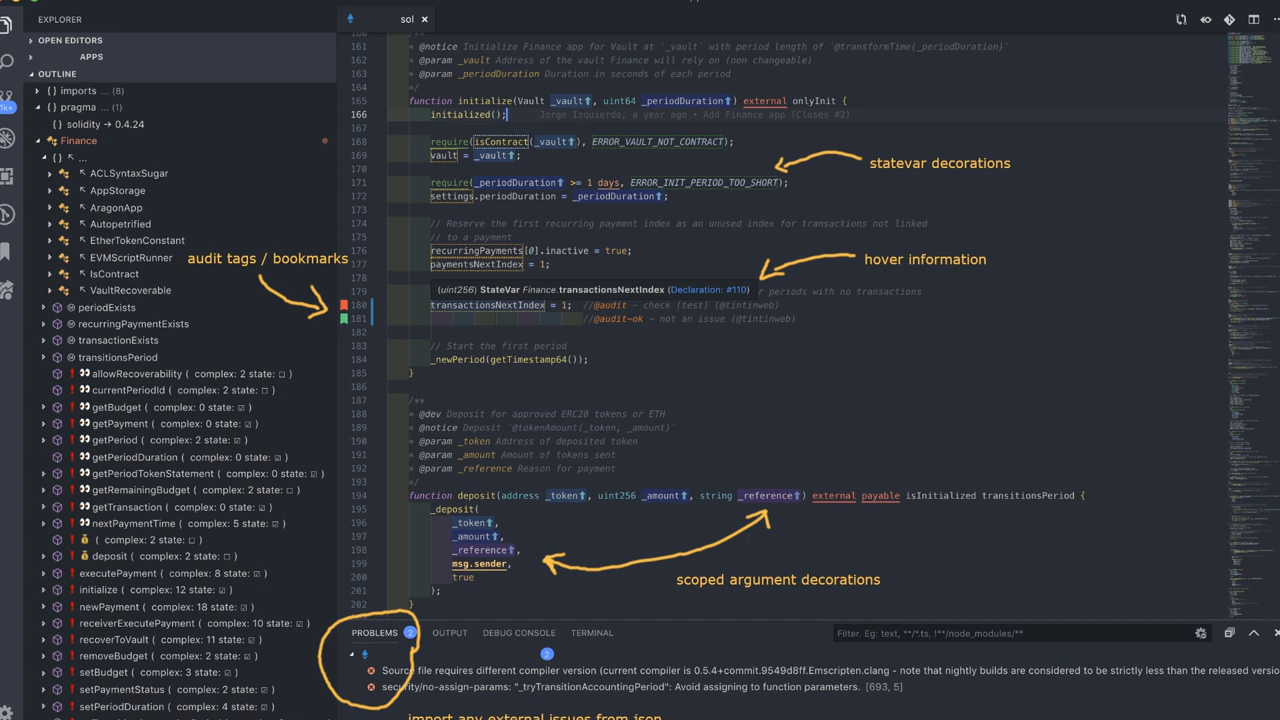 EXPLORER
OPEN EDITORS
APPS
OUTLINE
{} imports ... (8)
{} pragma ... (1)
solidity → 0.4.24
Finance
{} ↖ ...
↖ ACLSyntaxSugar
↖ AppStorage
↖ AragonApp
↖ Autopetrified
↖ EtherTokenConstant
↖ EVMScriptRunner
↖ IsContract
↖ VaultRecoverable
periodExists
recurringPaymentExists
transactionExists
transitionsPeriod
❗👀allowRecoverability ( complex: 2 state: ☐ )
❗👀currentPeriodId ( complex: 2 state: ☐ )
❗👀getBudget ( complex: 0 state: ☑ )
❗👀getPayment ( complex: 0 state: ☑ )
❗👀getPeriod ( complex: 2 state: ☑ )
❗👀getPeriodDuration ( complex: 0 state: ☑ )
❗👀getPeriodTokenStatement ( complex: 0 state: ☑ )
❗👀getRemainingBudget ( complex: 2 state: ☐ )
❗👀getTransaction ( complex: 0 state: ☑ )
❗👀nextPaymentTime ( complex: 5 state: ☑ )
❗💰 ( complex: 2 state: ☐ )
❗💰deposit ( complex: 2 state: ☐ )
❗executePayment ( complex: 8 state: ☑ )
❗initialize ( complex: 12 state: ☑ )
❗newPayment ( complex: 18 state: ☑ )
❗receiverExecutePayment ( complex: 10 state: ☑ )
❗recoverToVault ( complex: 11 state: ☑ )
❗removeBudget ( complex: 2 state: ☑ )
❗setBudget ( complex: 3 state: ☑ )
❗setPaymentStatus ( complex: 2 state: ☑ )
❗setPeriodDuration ( complex: 4 state: ☑ )
1k+
audit tags / bookmarks
sol ×
160 /**
161 * @notice Initialize Finance app for Vault at `_vault` with period length of `@transformTime(_periodDuration)`
162 * @param _vault Address of the vault Finance will rely on (non changeable)
163 * @param _periodDuration Duration in seconds of each period
164 */
165 function initialize(Vault _vault⬆, uint64 _periodDuration⬆) external onlyInit {
166 initialized(); orge Izquierdo, a year ago • Add Finance app (Closes #2)
167
168 require(isContract(_vault⬆), ERROR_VAULT_NOT_CONTRACT);
169 vault = _vault⬆;
170
171 require(_periodDuration⬆ >= 1 days, ERROR_INIT_PERIOD_TOO_SHORT);
172 settings.periodDuration = _periodDuration⬆;
173
174 // Reserve the first recurring payment index as an unused index for transactions not linked
175 // to a payment
176 recurringPayments[0].inactive = true;
177 paymentsNextIndex = 1;
178
(uint256) StateVar Finance.transactionsNextIndex (Declaration: #110)
r periods with no transactions
180 transactionsNextIndex = 1; //@audit - check (test) (@tintinweb)
181 //@audit-ok - not an issue (@tintinweb)
182
183 // Start the first period
184 _newPeriod(getTimestamp64());
185 }
186
187 /**
188 * @dev Deposit for approved ERC20 tokens or ETH
189 * @notice Deposit `@tokenAmount(_token, _amount)`
190 * @param _token Address of deposited token
191 * @param _amount Amount of tokens sent
192 * @param _reference Reason for payment
193 */
194 function deposit(address _token⬆, uint256 _amount⬆, string _reference⬆) external payable isInitialized transitionsPeriod {
195 _deposit(
196 _token⬆,
197 _amount⬆,
198 _reference⬆,
199 msg.sender,
200 true
201 );
202 }
statevar decorations
hover information
scoped argument decorations
PROBLEMS 2 OUTPUT DEBUG CONSOLE TERMINAL Filter. Eg: text, **/*.ts, !**/node_modules/**
2
Source file requires different compiler version (current compiler is 0.5.4+commit.9549d8ff.Emscripten.clang - note that nightly builds are considered to be strictly less than the released version
security/no-assign-params: "_tryTransitionAccountingPeriod": Avoid assigning to function parameters. [693, 5]
import any external issues from json